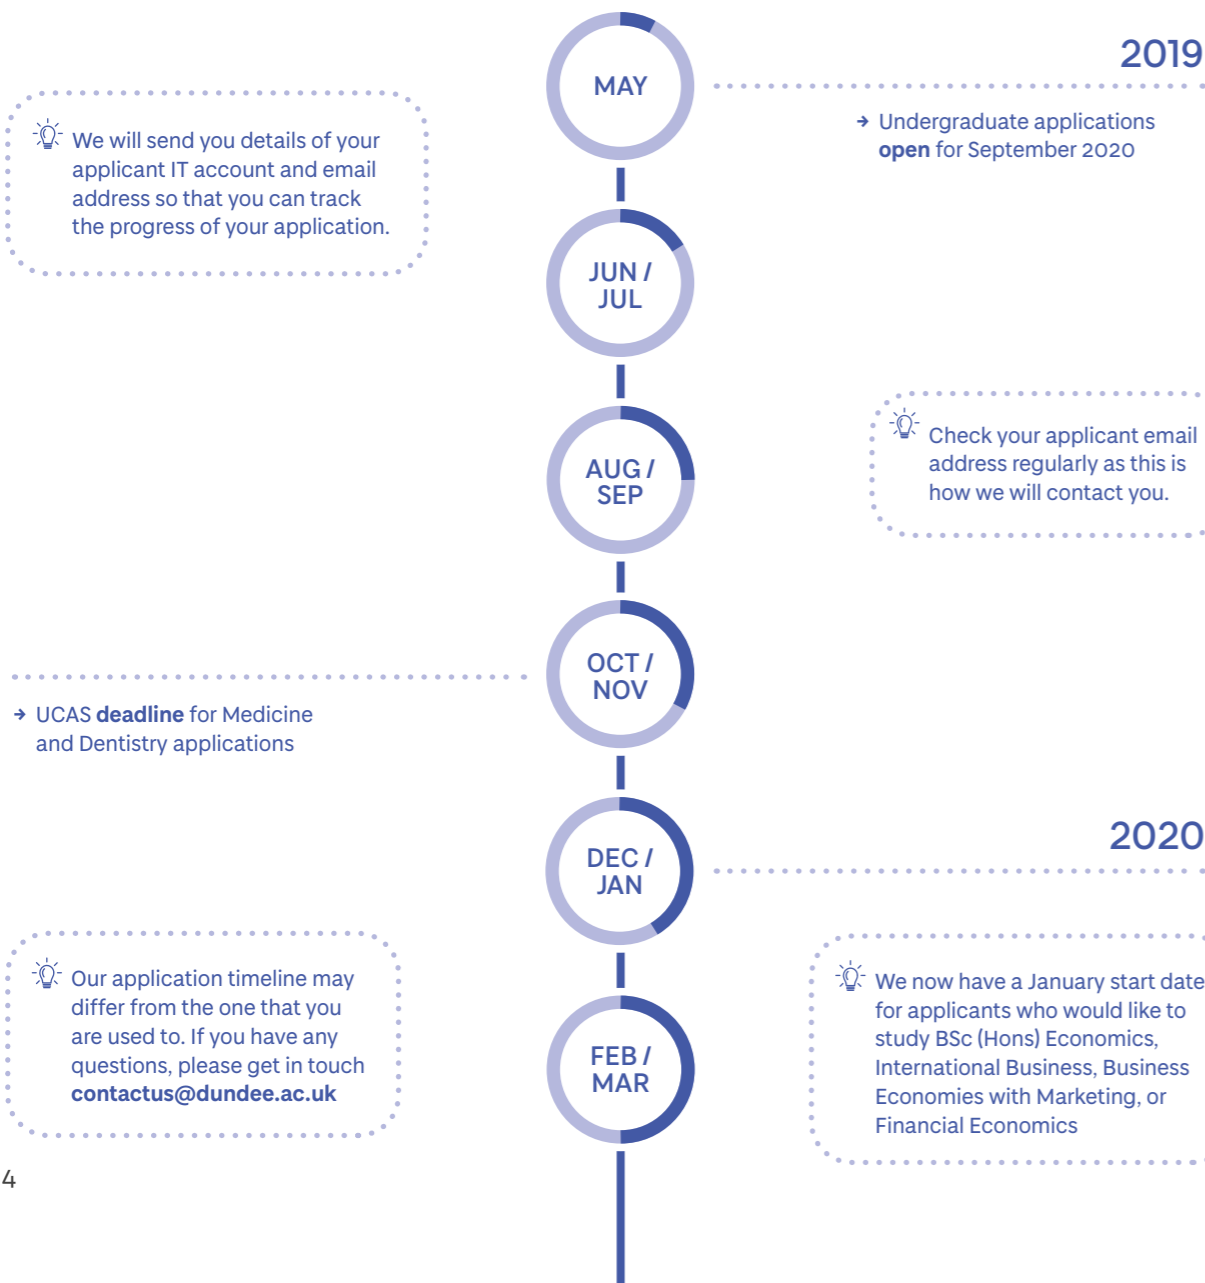 2019
MAY
→ Undergraduate applications
open for September 2020
We will send you details of your
applicant IT account and email
address so that you can track
the progress of your application.
JUN /
JUL
AUG /
SEP
Check your applicant email
address regularly as this is
how we will contact you.
OCT /
NOV
→ UCAS deadline for Medicine
and Dentistry applications
2020
DEC /
JAN
Our application timeline may
differ from the one that you
are used to. If you have any
questions, please get in touch
contactus@dundee.ac.uk
FEB /
MAR
We now have a January start date
for applicants who would like to
study BSc (Hons) Economics,
International Business, Business
Economies with Marketing, or
Financial Economics
4